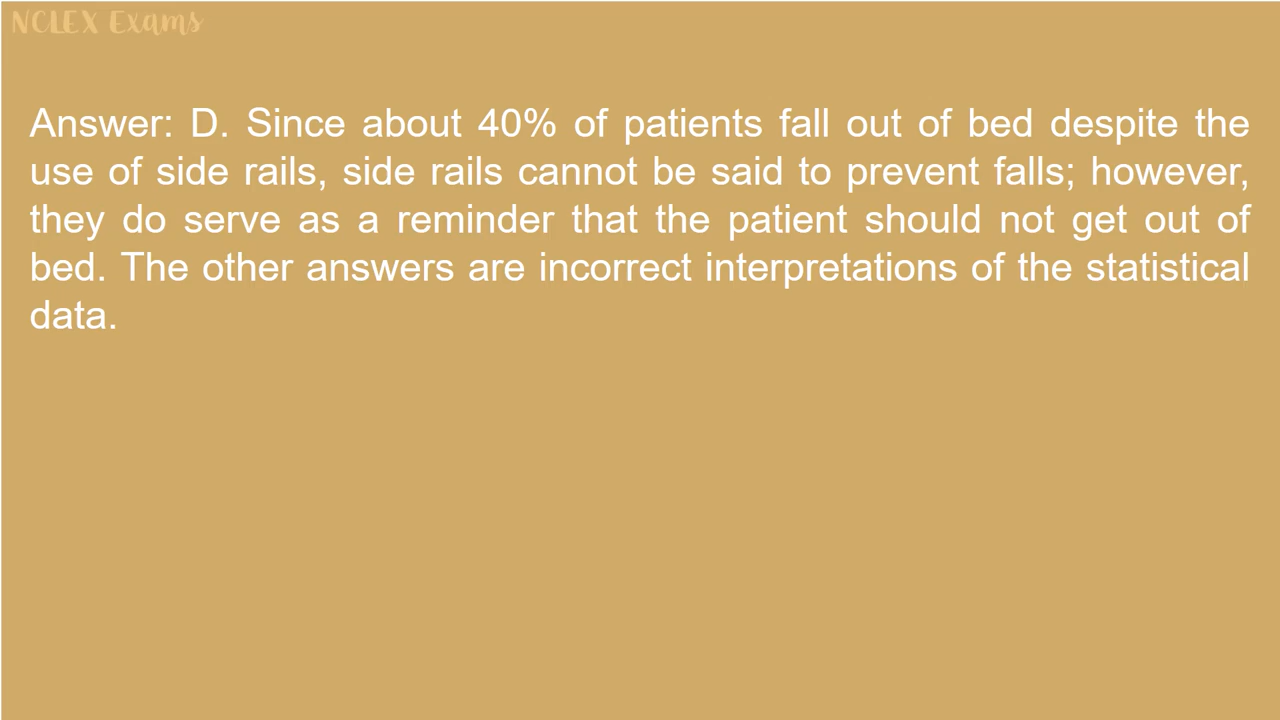 NCLEX Exams
Answer: D. Since about 40% of patients fall out of bed despite the
use of side rails, side rails cannot be said to prevent falls; however,
they do serve as a reminder that the patient should not get out of
bed. The other answers are incorrect interpretations of the statistical
data.